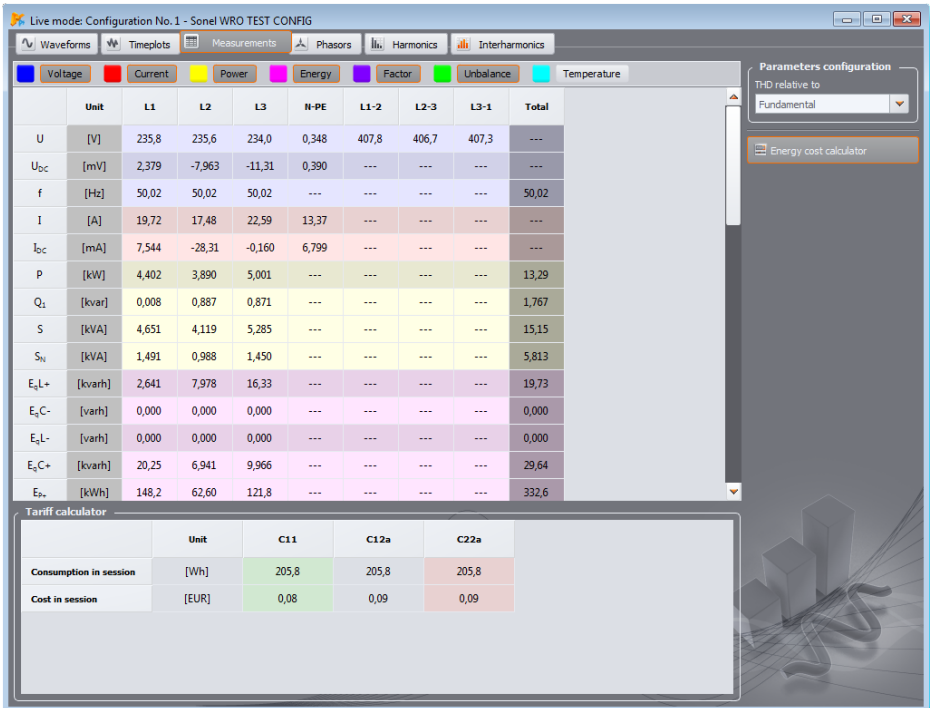 Live mode: Configuration No. 1 - Sonel WRO TEST CONFIG
Waveforms Timeplots Measurements Phasors Harmonics Interharmonics
Voltage Current Power Energy Factor Unbalance Temperature
Parameters configuration
THD relative to
Fundamental
Energy cost calculator
Unit L1 L2 L3 N-PE L1-2 L2-3 L3-1 Total
U [V] 235,8 235,6 234,0 0,348 407,8 406,7 407,3 ---
UDC [mV] 2,379 -7,963 -11,31 0,390 --- --- --- ---
f [Hz] 50,02 50,02 50,02 --- --- --- --- 50,02
I [A] 19,72 17,48 22,59 13,37 --- --- --- ---
IDC [mA] 7,544 -28,31 -0,160 6,799 --- --- --- ---
P [kW] 4,402 3,890 5,001 --- --- --- --- 13,29
Q1 [kvar] 0,008 0,887 0,871 --- --- --- --- 1,767
S [kVA] 4,651 4,119 5,285 --- --- --- --- 15,15
SN [kVA] 1,491 0,988 1,450 --- --- --- --- 5,813
EqL+ [kvarh] 2,641 7,978 16,33 --- --- --- --- 19,73
EqC- [varh] 0,000 0,000 0,000 --- --- --- --- 0,000
EqL- [varh] 0,000 0,000 0,000 --- --- --- --- 0,000
EqC+ [kvarh] 20,25 6,941 9,966 --- --- --- --- 29,64
[kWh] 148,2 62,60 121,8 --- --- --- --- 332,6
Tariff calculator
Unit C11 C12a C22a
Consumption in session [Wh] 205,8 205,8 205,8
Cost in session [EUR] 0,08 0,09 0,09